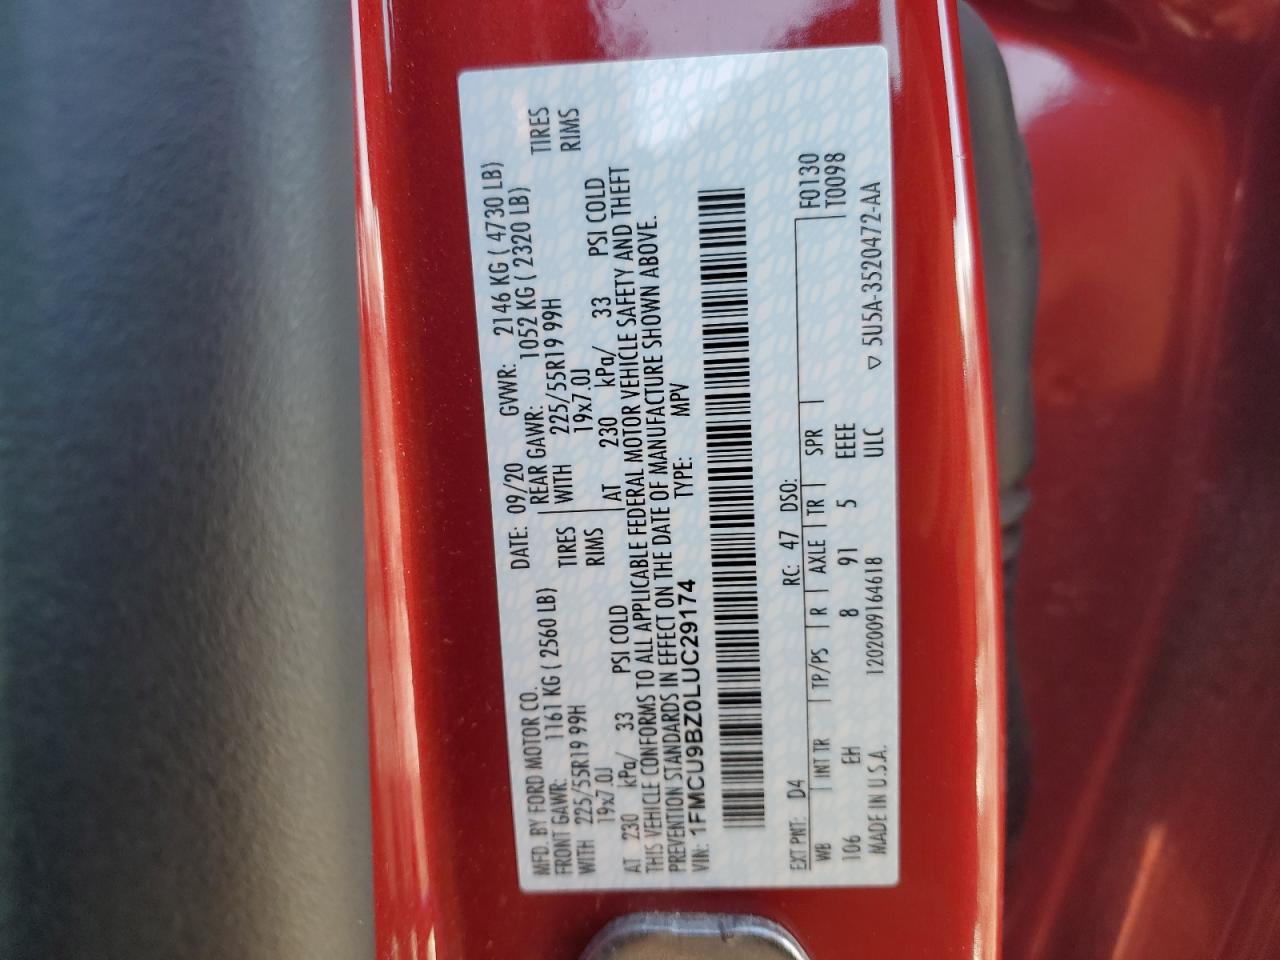 MFD. BY FORD MOTOR CO. DATE: 09/20 GVWR: 2146 KG ( 4730 LB)
FRONT GAWR: 1161 KG ( 2560 LB) REAR GAWR: 1052 KG ( 2320 LB)
WITH 225/55R19 99H TIRES WITH 225/55R19 99H TIRES
19x7.0J RIMS 19x7.0J RIMS
AT 230 kPa/ 33 PSI COLD AT 230 kPa/ 33 PSI COLD
THIS VEHICLE CONFORMS TO ALL APPLICABLE FEDERAL MOTOR VEHICLE SAFETY AND THEFT
PREVENTION STANDARDS IN EFFECT ON THE DATE OF MANUFACTURE SHOWN ABOVE.
VIN: 1FMCU9BZ0LUC29174 TYPE: MPV
EXT PNT: D4 RC: 47 DSO: F0130
WB INT TR TP/PS R AXLE TR SPR T0098
106 EH 8 91 5 EEEE
MADE IN U.S.A. 1202009164618 ULC ▽ 5U5A-3520472-AA